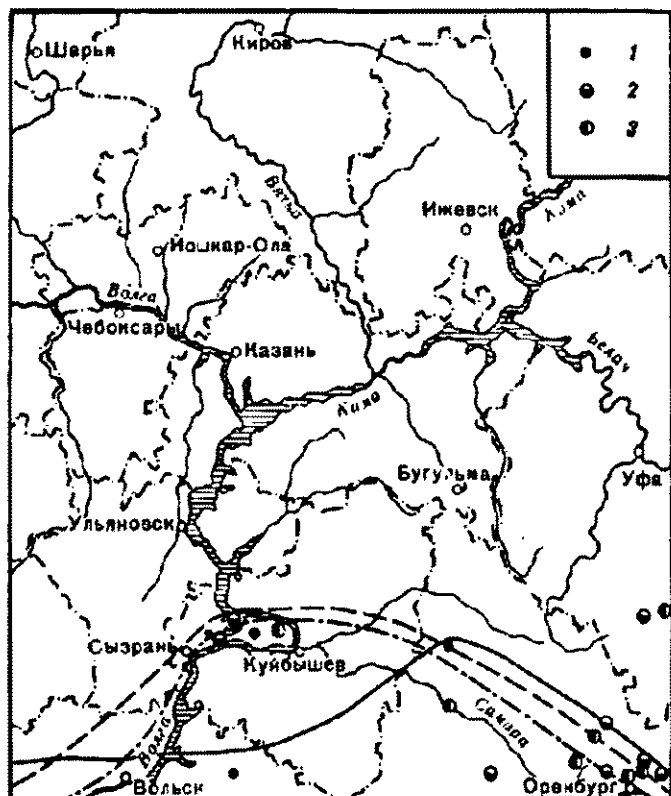 Шарья
Киров
1
2
3
Вятка
Ижевск
Кама
Йошкар-Ола
Волга
Чебоксары
Казань
Белая
Кама
Бугульма
Уфа
Ульяновск
Сызрань
Куйбышев
Волга
Самара
Вольск
Оренбург